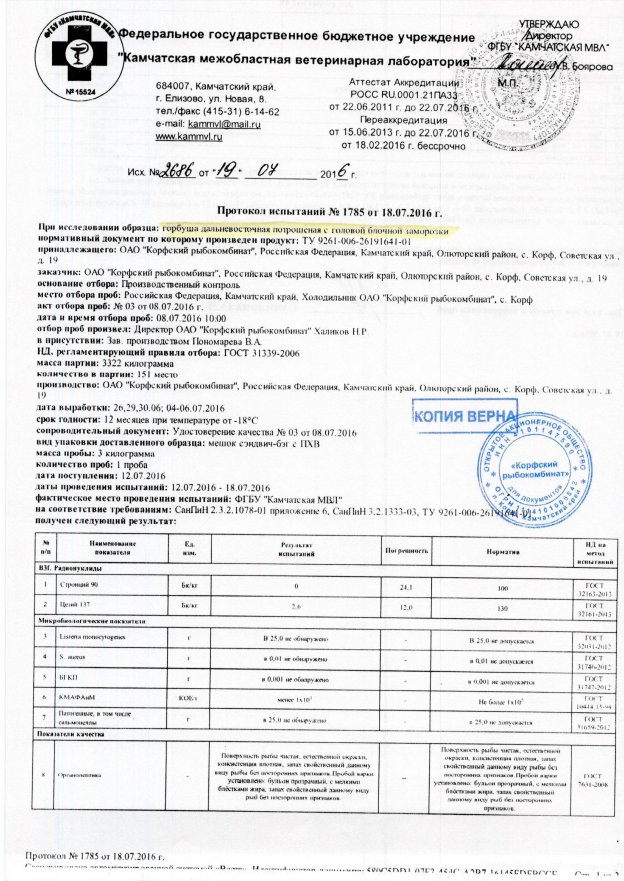 ФГБУ «Камчатская МВЛ»
№ 15524
Федеральное государственное бюджетное учреждение
"Камчатская межобластная ветеринарная лаборатория"
УТВЕРЖДАЮ
Директор
ФГБУ "КАМЧАТСКАЯ МВЛ"
В. Боярова
М.П.
684007, Камчатский край,
г. Елизово, ул. Новая, 8.
тел./факс (415-31) 6-14-62
e-mail: kammvl@mail.ru
www.kammvl.ru
Аттестат Аккредитации
РОСС RU.0001.21ПА33
от 22.06.2011 г. до 22.07.2016 г.
Переаккредитация
от 15.06.2013 г. до 22.07.2016 г.
от 18.02.2016 г. бессрочно
Исх. № 2686 от "19" 07 2016 г.
Протокол испытаний № 1785 от 18.07.2016 г.
При исследовании образца: горбуша дальневосточная потрошеная с головой блочной заморозки
нормативный документ по которому произведен продукт: ТУ 9261-006-26191641-01
принадлежащего: ОАО "Корфский рыбокомбинат", Российская Федерация, Камчатский край, Олюторский район, с. Корф, Советская ул.,
д. 19
заказчик: ОАО "Корфский рыбокомбинат", Российская Федерация, Камчатский край, Олюторский район, с. Корф, Советская ул., д. 19
основание отбора: Производственный контроль
место отбора проб: Российская Федерация, Камчатский край, Холодильник ОАО "Корфский рыбокомбинат", с. Корф
акт отбора проб: № 03 от 08.07.2016 г.
дата и время отбора проб: 08.07.2016 10:00
отбор проб произвел: Директор ОАО "Корфский рыбокомбинат" Халиков Н.Р.
в присутствии: Зав. производством Пономарева В.А.
НД, регламентирующий правила отбора: ГОСТ 31339-2006
масса партии: 3322 килограмма
количество в партии: 151 место
производство: ОАО "Корфский рыбокомбинат", Российская Федерация, Камчатский край, Олюторский район, с. Корф, Советская ул., д.
19
дата выработки: 26,29,30.06; 04-06.07.2016
срок годности: 12 месяцев при температуре от -18°С
сопроводительный документ: Удостоверение качества № 03 от 08.07.2016
вид упаковки доставленного образца: мешок сэндвич-бэг с ПХВ
масса пробы: 3 килограмма
количество проб: 1 проба
дата поступления: 12.07.2016
даты проведения испытаний: 12.07.2016 - 18.07.2016
фактическое место проведения испытаний: ФГБУ "Камчатская МВЛ"
на соответствие требованиям: СанПиН 2.3.2.1078-01 приложение 6, СанПиН 3.2.1333-03, ТУ 9261-006-26191641-01
получен следующий результат:
КОПИЯ ВЕРНА
ОТКРЫТОЕ АКЦИОНЕРНОЕ ОБЩЕСТВО
«Корфский
рыбокомбинат»
для документов
№ п/п Наименование показателя Ед. изм. Результат испытаний Погрешность Норматив НД на метод испытаний
ВЭЖ. Радионуклиды
1 Стронций 90 Бк/кг 0 24,1 100 ГОСТ 32163-2013
2 Цезий 137 Бк/кг 2,6 12,0 130 ГОСТ 32161-2013
Микробиологические показатели
3 Listeria monocytogenes г В 25,0 не обнаружено - В 25,0 не допускается ГОСТ 32031-2012
4 S. aureus г в 0,01 не обнаружено - в 0,01 не допускается ГОСТ 31746-2012
5 БГКП г в 0,001 не обнаружено - в 0,001 не допускается ГОСТ 31747-2012
6 КМАФАнМ КОЕ/г менее 1х10 - Не более 1х10 ГОСТ 10444.15-94
7 Патогенные, в том числе сальмонеллы г в 25,0 не обнаружено - в 25,0 не допускается ГОСТ 31659-2012
Показатели качества
8 Органолептика - Поверхность рыбы чистая, естественной окраски, консистенция плотная, запах свойственный данному виду рыбы без посторонних признаков.Пробой варки установлено: бульон прозрачный, с мелкими блёстками жира, запах свойственный данному виду рыб без посторонних признаков. – Поверхность рыбы чистая, естественной окраски, консистенция плотная, запах свойственный данному виду рыбы без посторонних признаков.Пробой варки установлено: бульон прозрачный, с мелкими блёстками жира, запах свойственный данному виду рыб без посторонних признаков. ГОСТ 7631-2008
Протокол № 1785 от 18.07.2016 г.